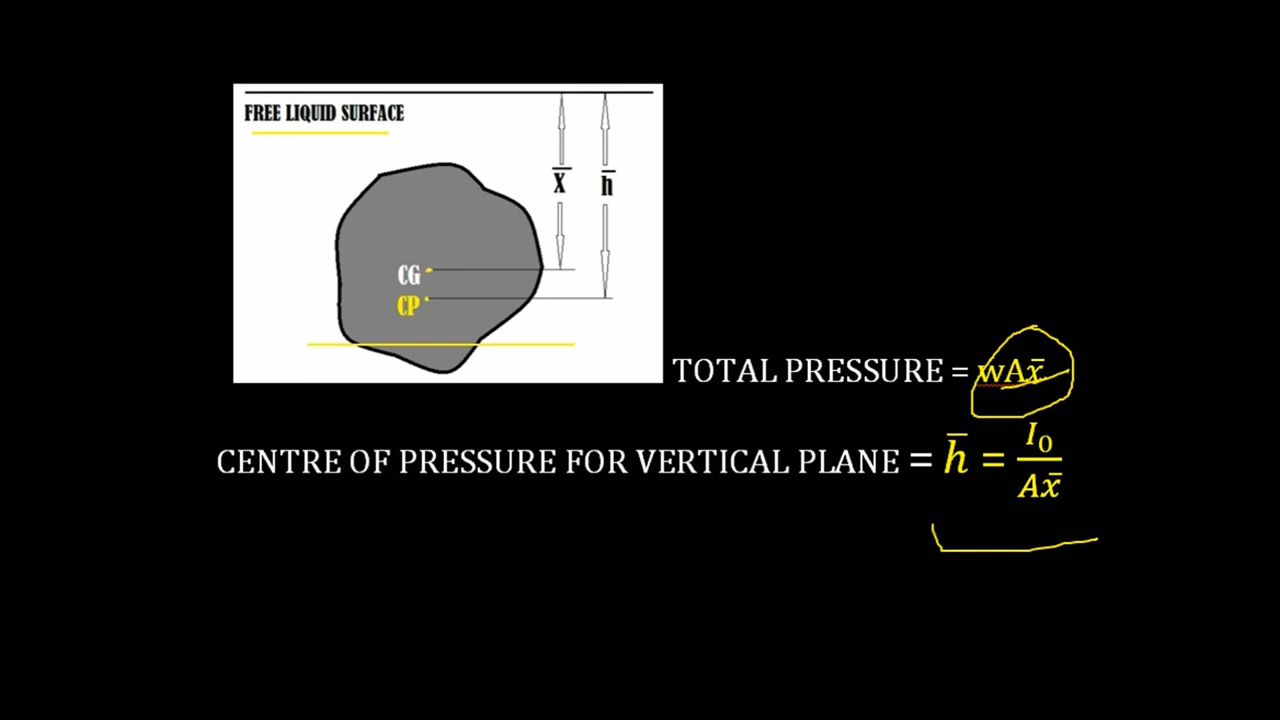 FREE LIQUID SURFACE
x̄ h̄
CG
CP
TOTAL PRESSURE = wAx̄
CENTRE OF PRESSURE FOR VERTICAL PLANE = h̄ = I₀/Ax̄